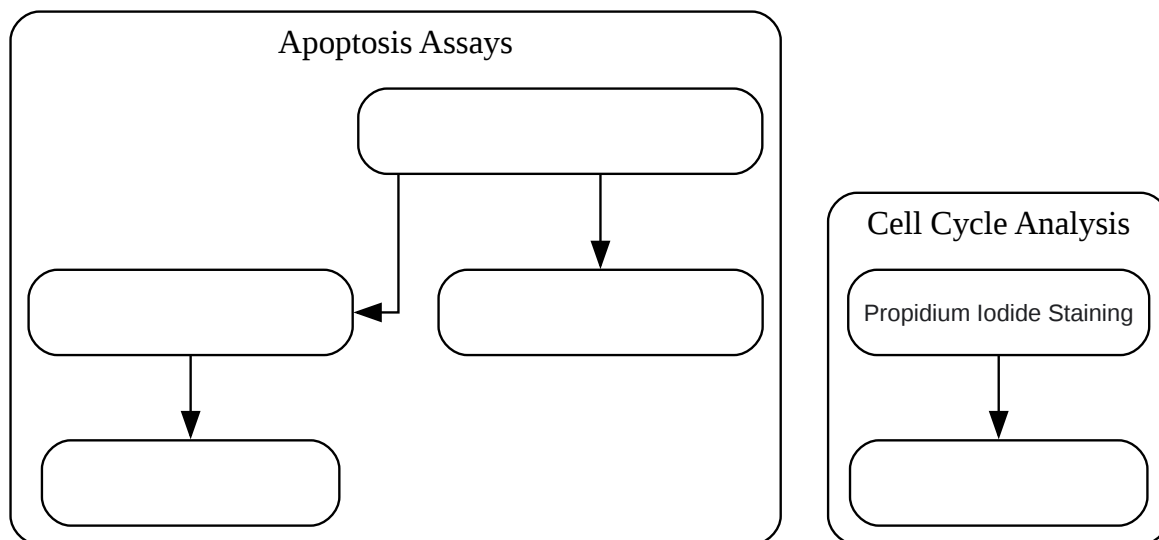 Apoptosis Assays
Cell Cycle Analysis
Propidium Iodide Staining